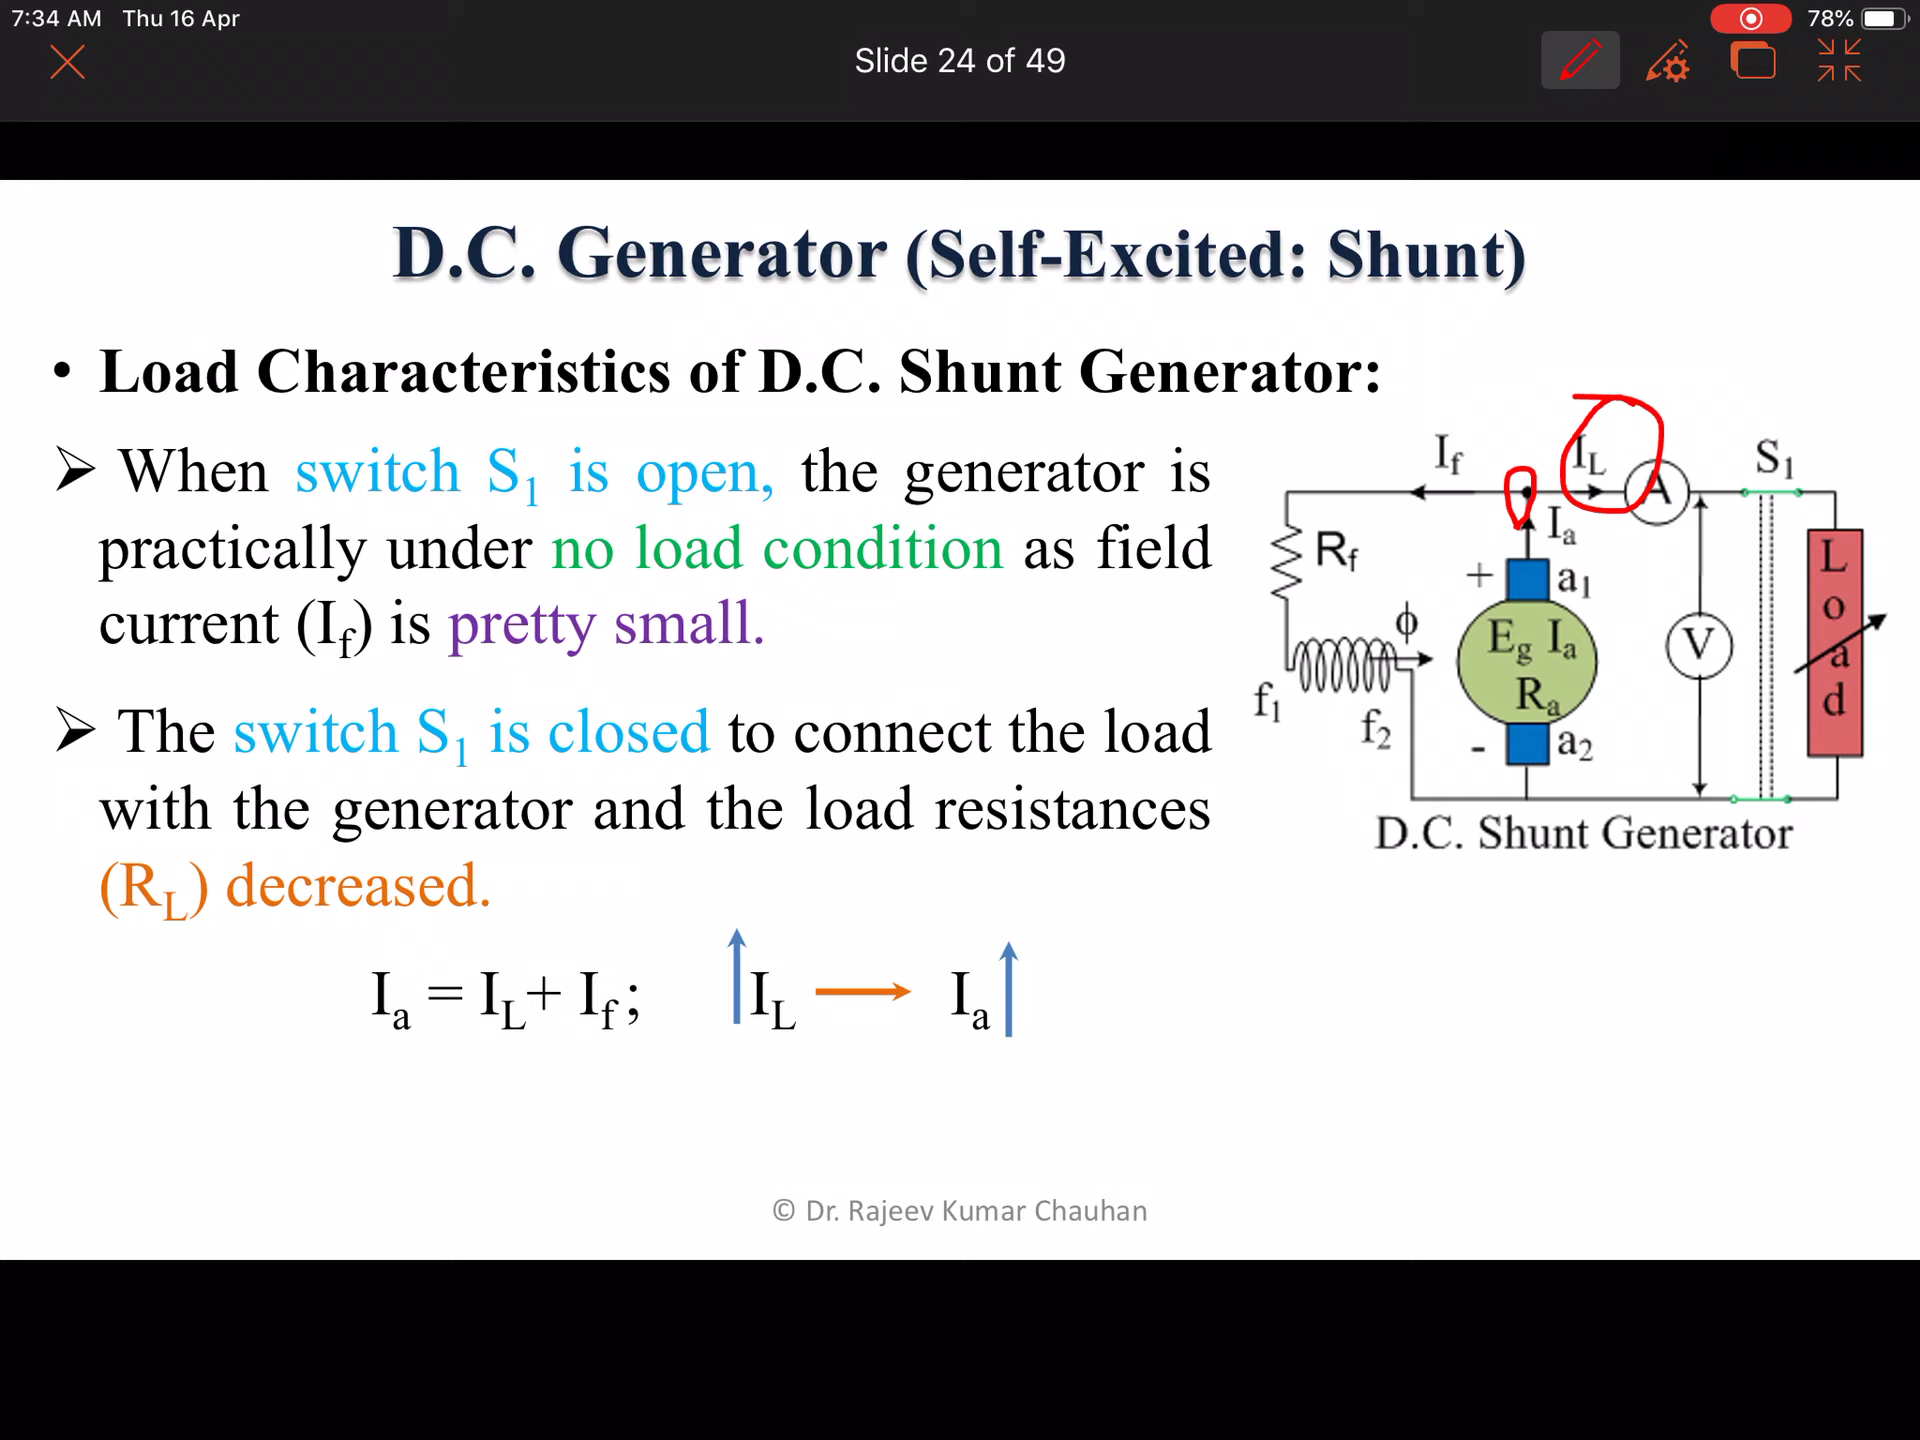 7:34 AM Thu 16 Apr
78%
Slide 24 of 49
D.C. Generator (Self-Excited: Shunt)
• Load Characteristics of D.C. Shunt Generator:
➢ When switch S₁ is open, the generator is
practically under no load condition as field
current (If) is pretty small.
➢ The switch S₁ is closed to connect the load
with the generator and the load resistances
(RL) decreased.
Ia = IL+ If ; ↑IL → Ia↑
If
IL
A
S₁
Ia
Rf
+
a₁
ϕ
Eg Ia
Ra
V
Load
f₁
f₂
-
a₂
D.C. Shunt Generator
© Dr. Rajeev Kumar Chauhan